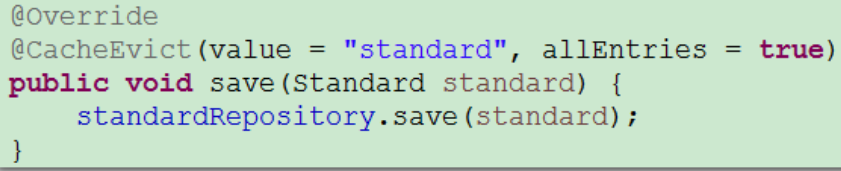 @Override
@CacheEvict(value = "standard", allEntries = true)
public void save(Standard standard) {
    standardRepository.save(standard);
}